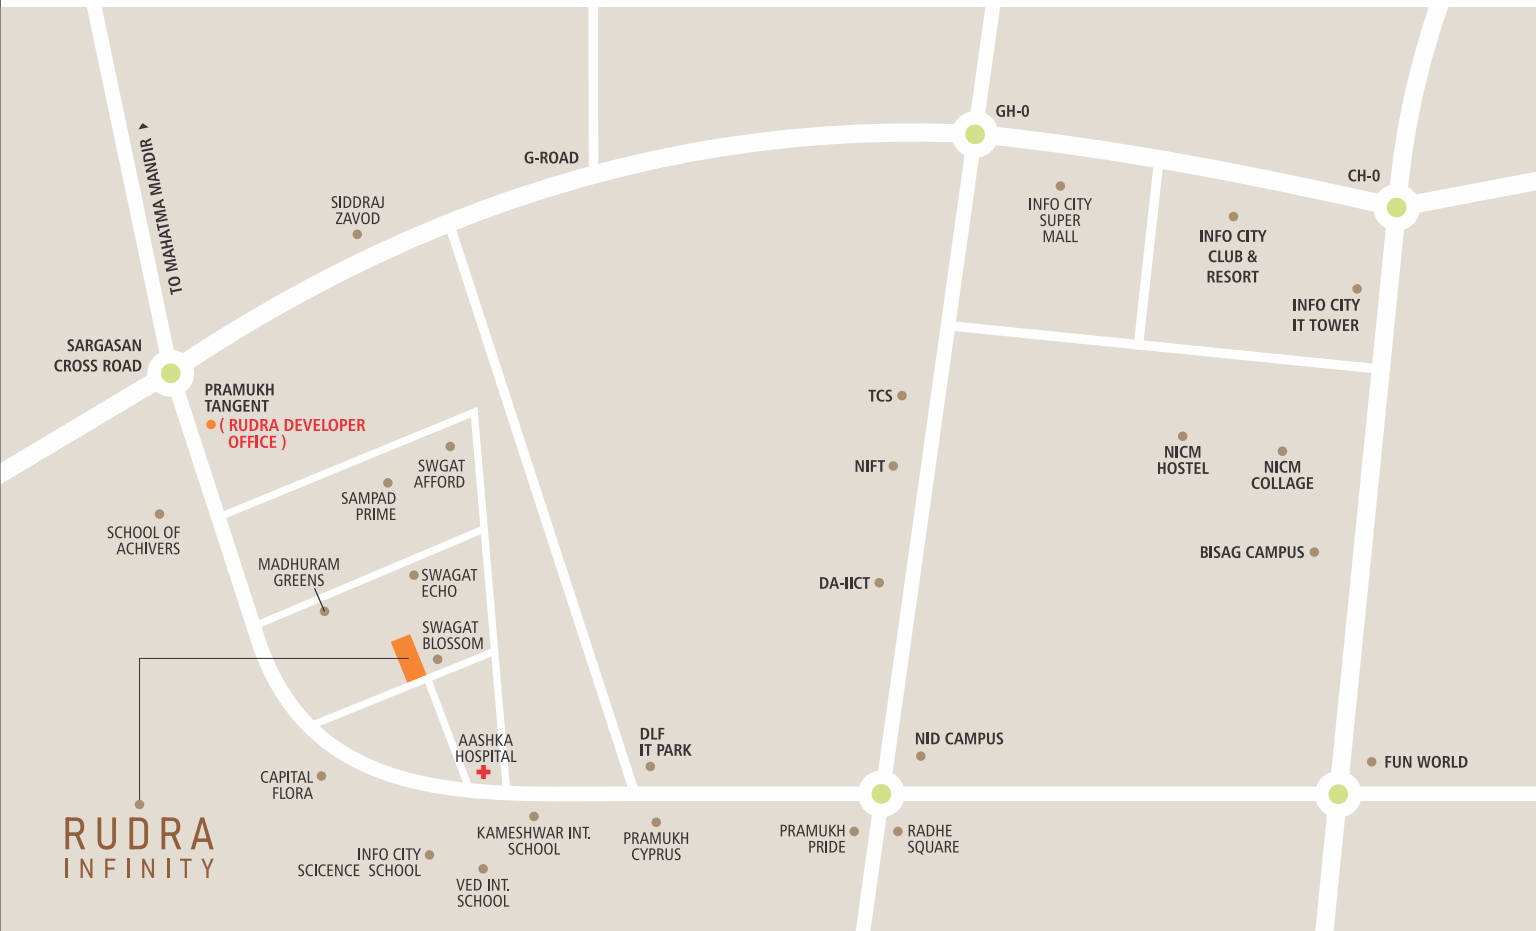 GH-0
TO MAHATMA MANDIR
G-ROAD
CH-0
SIDDRAJ
ZAVOD
INFO CITY
SUPER
MALL
INFO CITY
CLUB &
RESORT
INFO CITY
IT TOWER
SARGASAN
CROSS ROAD
PRAMUKH
TANGENT
( RUDRA DEVELOPER
OFFICE )
TCS
NIFT
NICM
HOSTEL
NICM
COLLAGE
SWGAT
AFFORD
SAMPAD
PRIME
SCHOOL OF
ACHIVERS
BISAG CAMPUS
MADHURAM
GREENS
SWAGAT
ECHO
DA-IICT
SWAGAT
BLOSSOM
AASHKA
HOSPITAL
DLF
IT PARK
NID CAMPUS
FUN WORLD
CAPITAL
FLORA
RUDRA
INFINITY
KAMESHWAR INT.
SCHOOL
PRAMUKH
CYPRUS
PRAMUKH
PRIDE
RADHE
SQUARE
INFO CITY
SCICENCE SCHOOL
VED INT.
SCHOOL